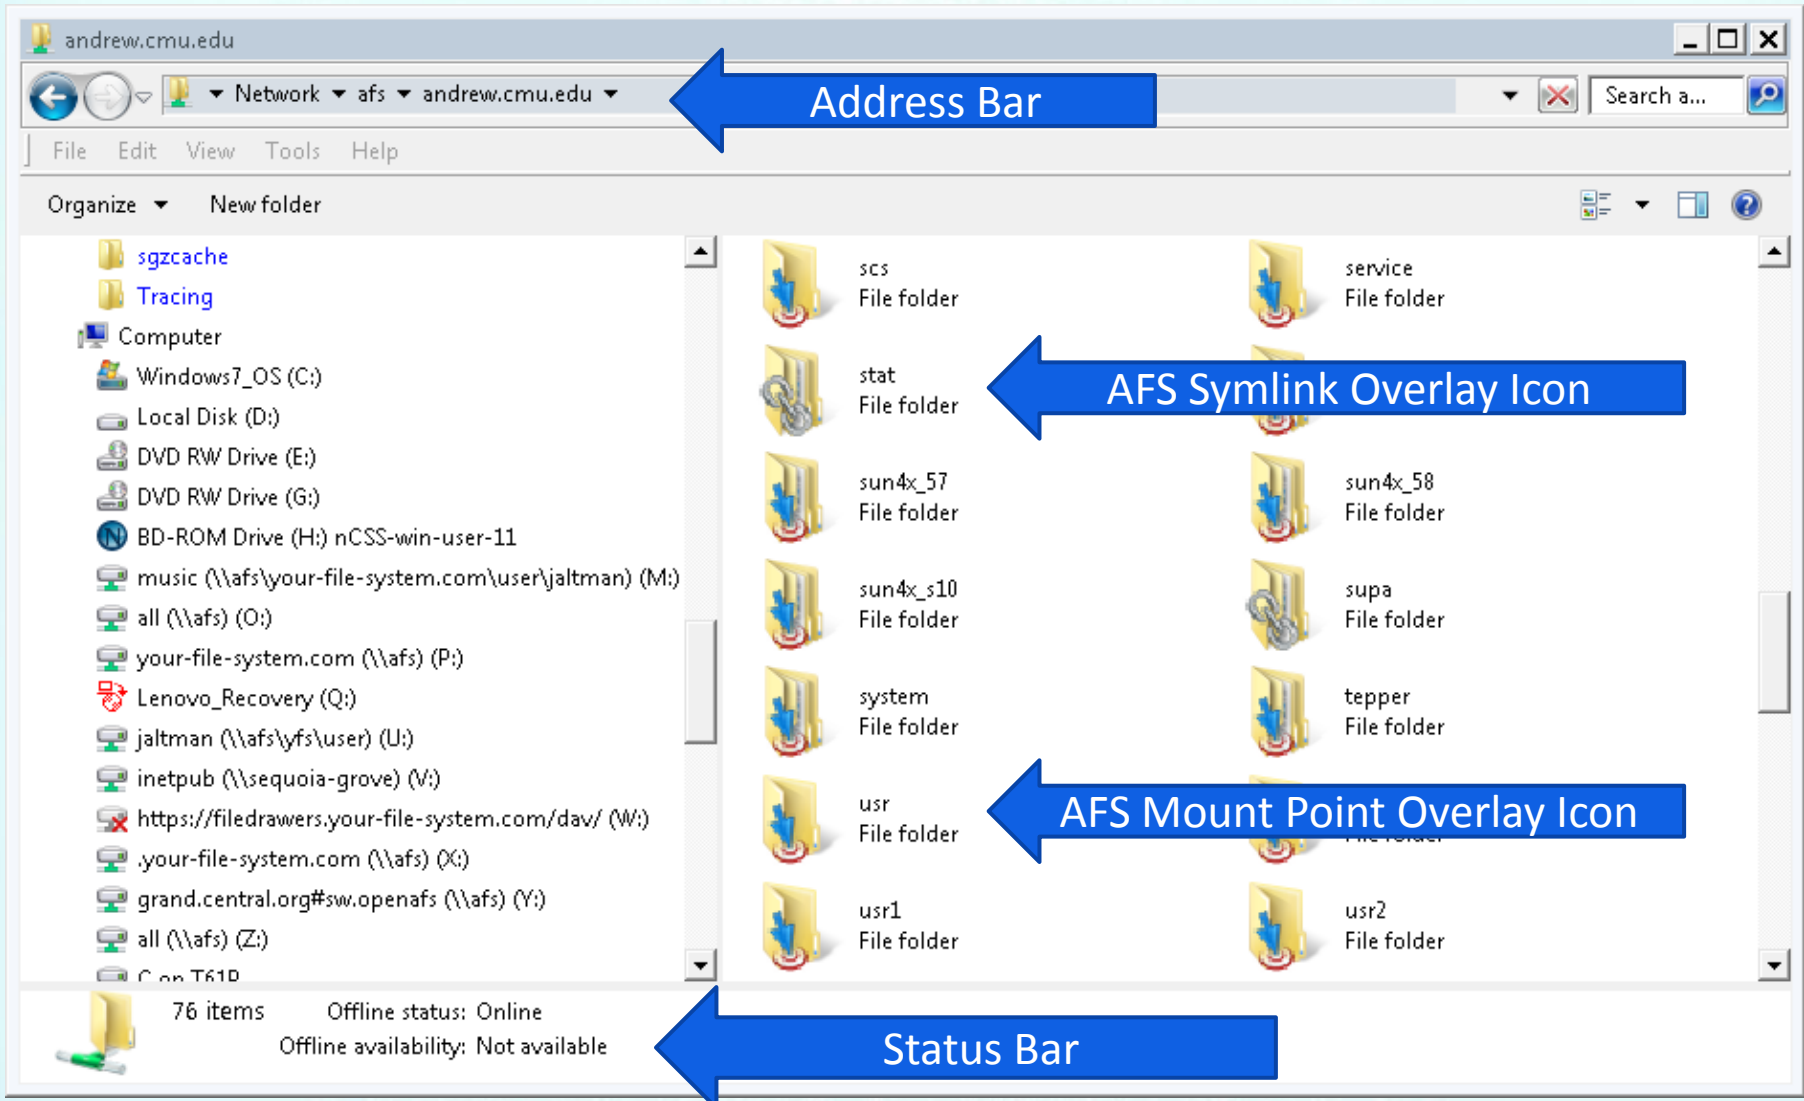 andrew.cmu.edu
Network afs andrew.cmu.edu
Address Bar
Search a...
File Edit View Tools Help
Organize New folder
sgzcache
Tracing
Computer
Windows7_OS (C:)
Local Disk (D:)
DVD RW Drive (E:)
DVD RW Drive (G:)
BD-ROM Drive (H:) nCSS-win-user-11
music (\\afs\your-file-system.com\user\jaltman) (M:)
all (\\afs) (O:)
your-file-system.com (\\afs) (P:)
Lenovo_Recovery (Q:)
jaltman (\\afs\yfs\user) (U:)
inetpub (\\sequoia-grove) (V:)
https://filedrawers.your-file-system.com/dav/ (W:)
.your-file-system.com (\\afs) (X:)
grand.central.org#sw.openafs (\\afs) (Y:)
all (\\afs) (Z:)
C on T61P
scs
File folder
service
File folder
stat
File folder
AFS Symlink Overlay Icon
sun4x_57
File folder
sun4x_58
File folder
sun4x_s10
File folder
supa
File folder
system
File folder
tepper
File folder
usr
File folder
AFS Mount Point Overlay Icon
File folder
usr1
File folder
usr2
File folder
76 items Offline status: Online
Offline availability: Not available
Status Bar